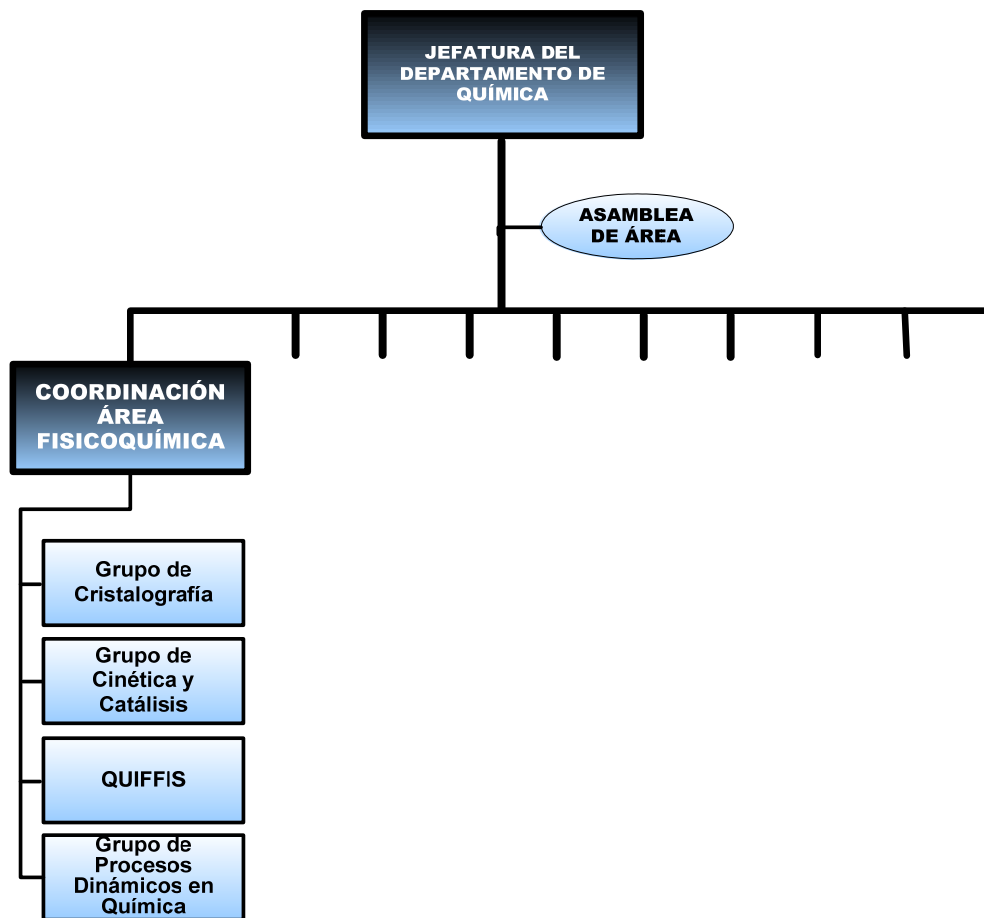 JEFATURA DEL
DEPARTAMENTO DE
QUÍMICA
ASAMBLEA
DE ÁREA
COORDINACIÓN
ÁREA
FISICOQUÍMICA
Grupo de
Cristalografía
Grupo de
Cinética y
Catálisis
QUIFFIS
Grupo de
Procesos
Dinámicos en
Química